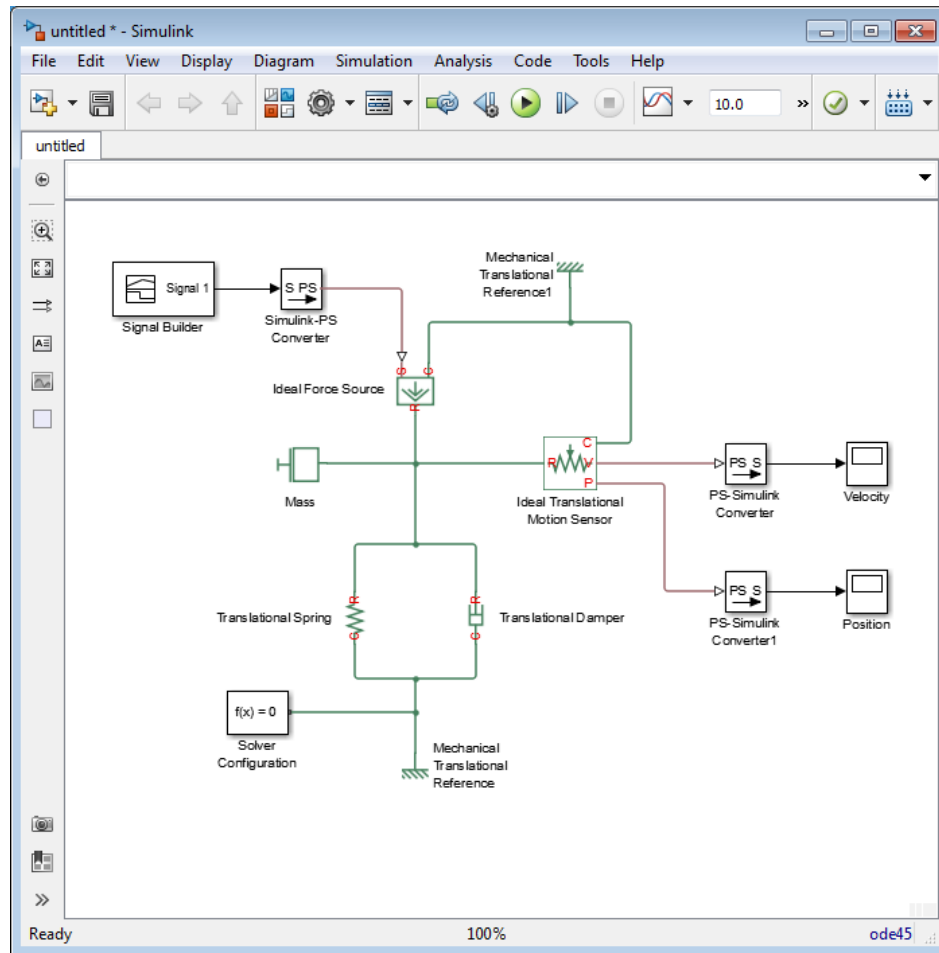 untitled * - Simulink
File Edit View Display Diagram Simulation Analysis Code Tools Help
10.0 »
untitled
Signal 1
Signal Builder
S PS
Simulink-PS
Converter
Mechanical
Translational
Reference1
Ideal Force Source
S
C
R
Mass
R
C
V
P
Ideal Translational
Motion Sensor
PS S
PS-Simulink
Converter
Velocity
PS S
PS-Simulink
Converter1
Position
Translational Spring
R
C
R
C
Translational Damper
f(x) = 0
Solver
Configuration
Mechanical
Translational
Reference
Ready 100% ode45